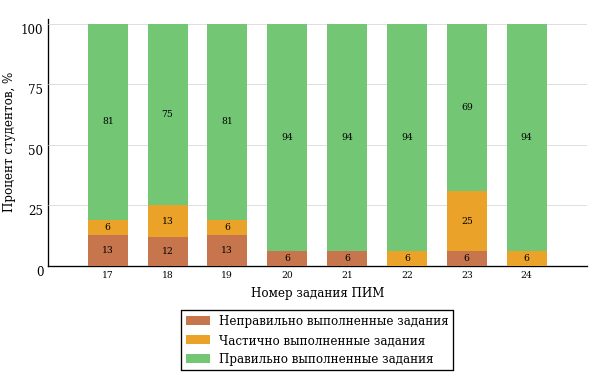 100
75
50
25
0
Процент студентов, %
81 75 81 94 94 94 69 94
6 13 6 25
13 12 13 6 6 6 6 6
17 18 19 20 21 22 23 24
Номер задания ПИМ
Неправильно выполненные задания
Частично выполненные задания
Правильно выполненные задания